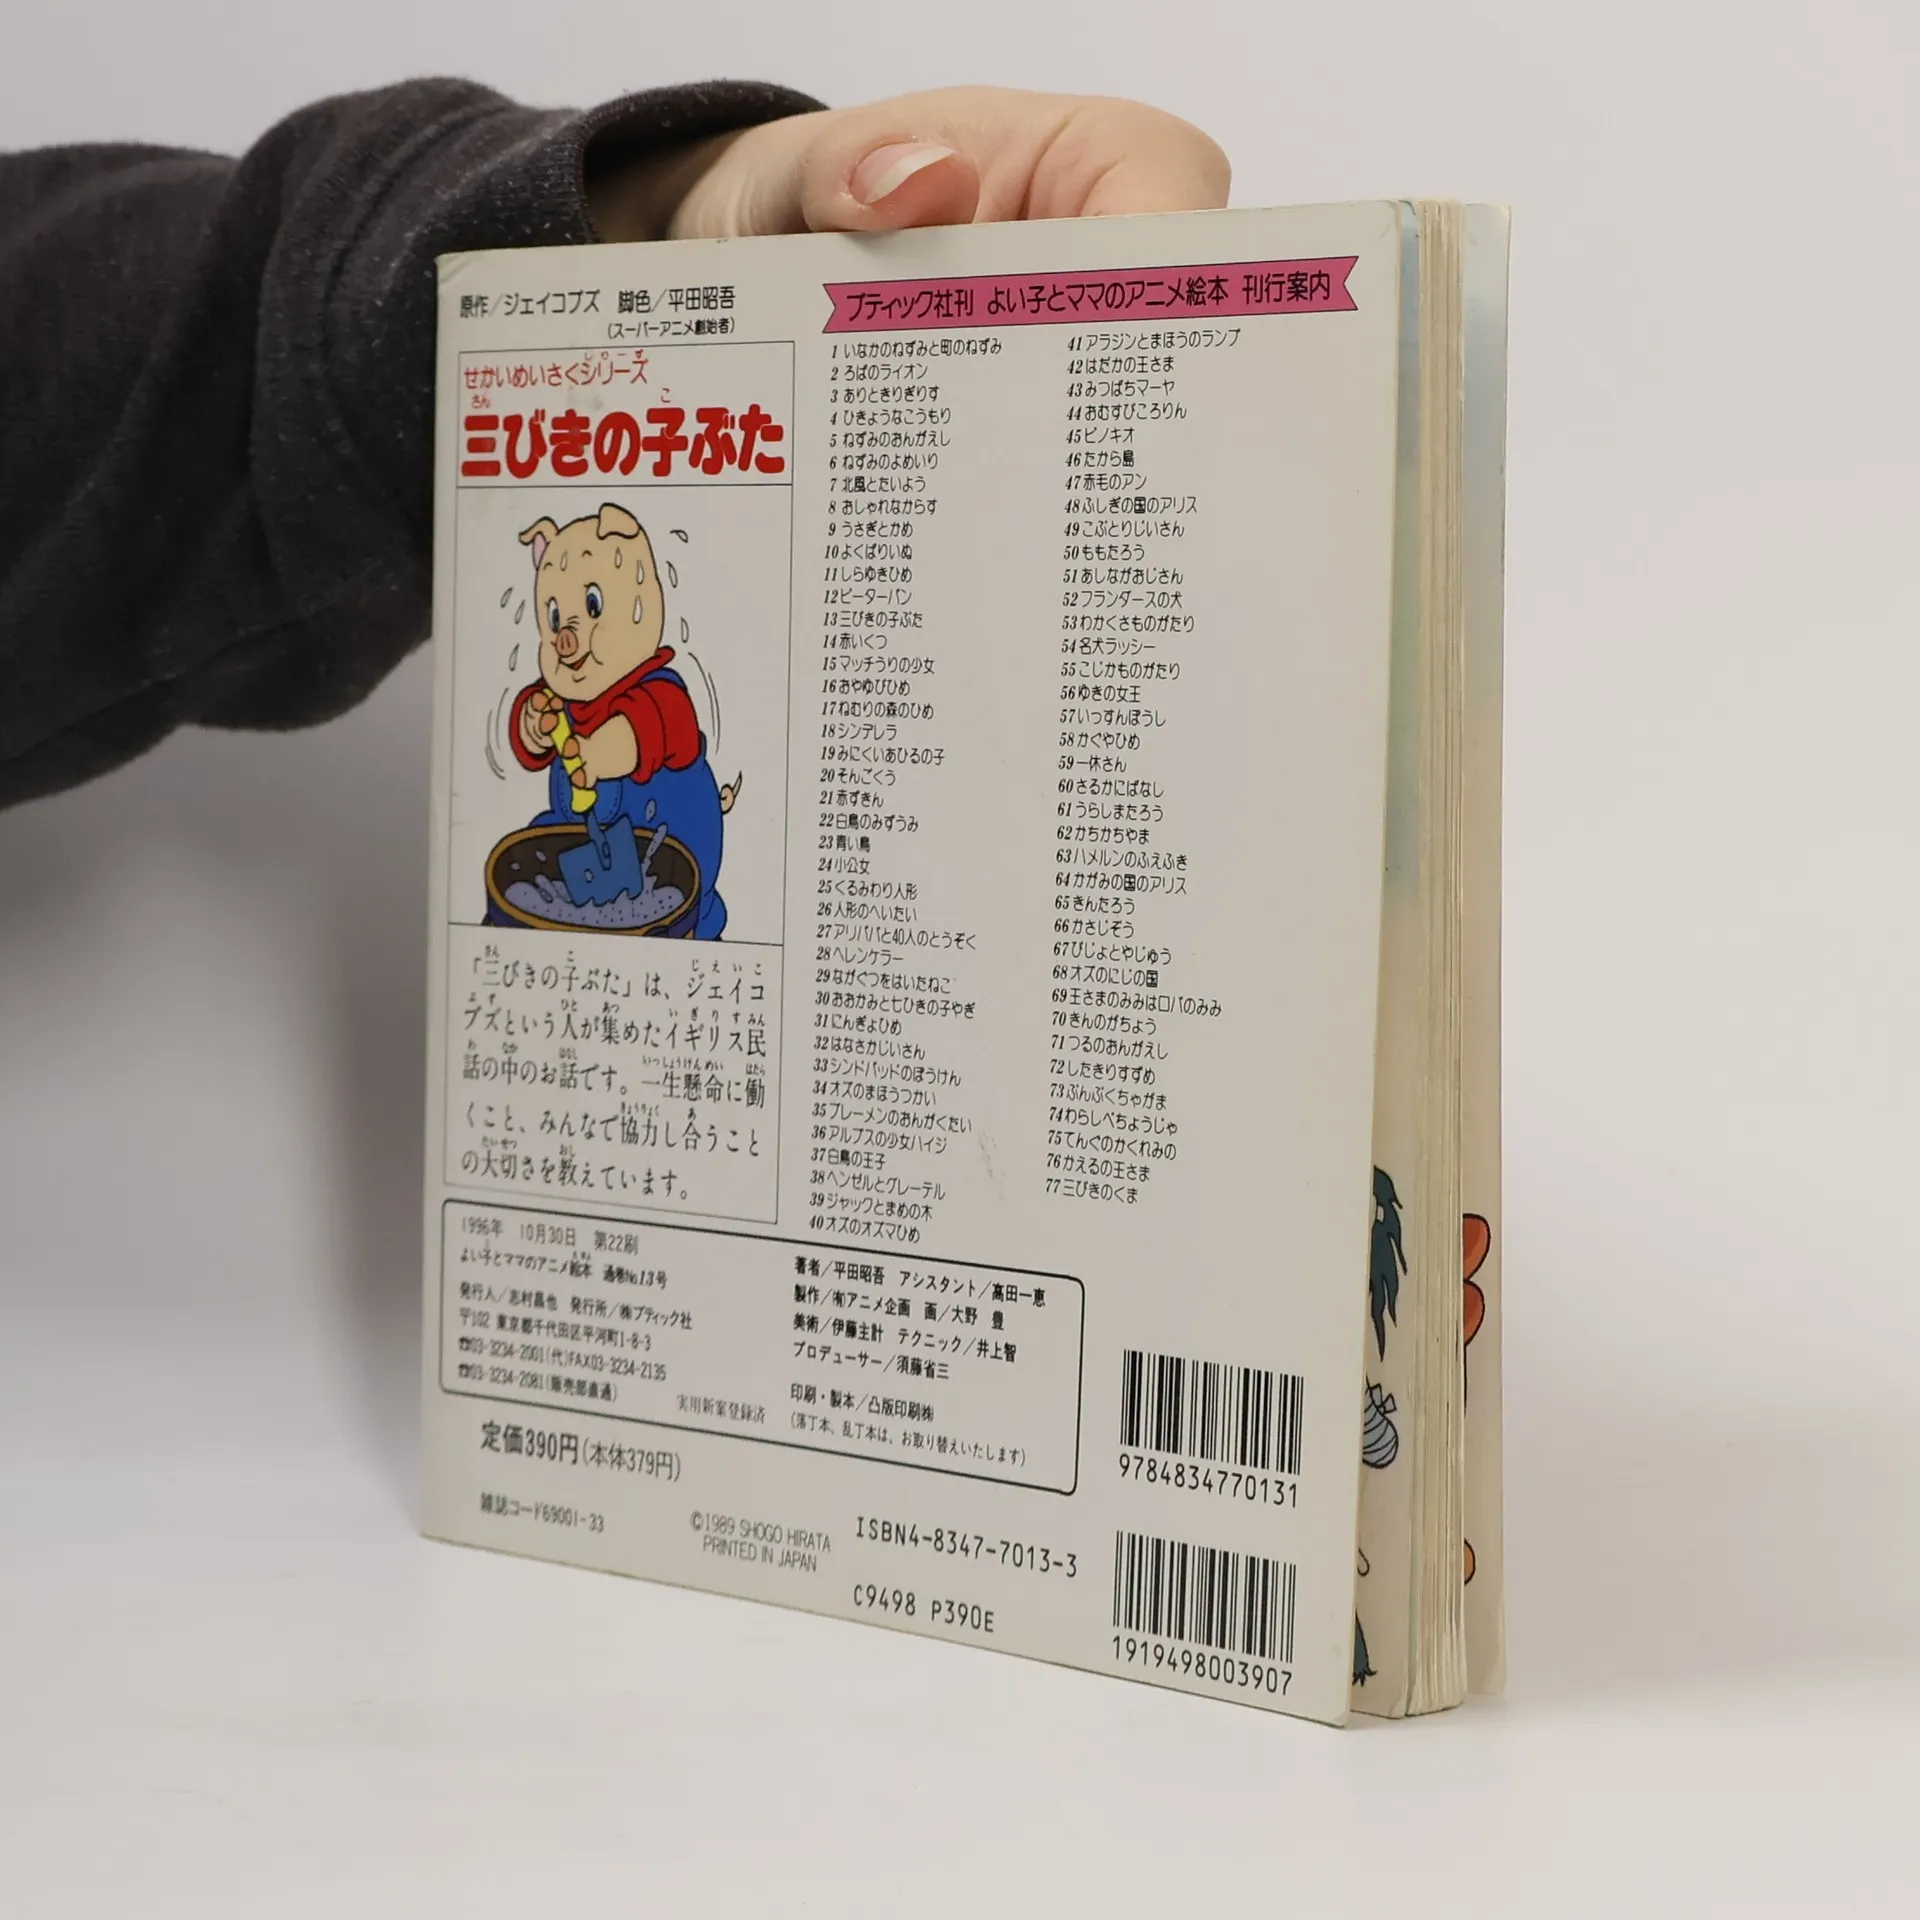 原作/ジェイコブズ 脚色/平田昭吾
(スーパーアニメ創始者)
せかいめいさくシリーズ
三びきの子ぶた
「三びきの子ぶた」は、ジェイコ
ブズという人が集めたイギリス民
話の中のお話です。一生懸命に働
くこと、みんなで協力し合うこと
の大切さを教えています。
ブティック社刊 よい子とママのアニメ絵本 刊行案内
1 いなかのねずみと町のねずみ
2 ろばのライオン
3 ありときりぎりす
4 ひきょうなこうもり
5 ねずみのおんがえし
6 ねずみのよめいり
7 北風とたいよう
8 おしゃれなからす
9 うさぎとかめ
10 よくばりいぬ
11 しらゆきひめ
12 ピーターパン
13 三びきの子ぶた
14 赤いくつ
15 マッチうりの少女
16 おやゆびひめ
17 ねむりの森のひめ
18 シンデレラ
19 みにくいあひるの子
20 そんごくう
21 赤ずきん
22 白鳥のみずうみ
23 青い鳥
24 小公女
25 くるみわり人形
26 人形のへいたい
27 アリババと40人のとうぞく
28 ヘレンケラー
29 ながぐつをはいたねこ
30 おおかみと七ひきの子やぎ
31 にんぎょひめ
32 はなさかじいさん
33 シンドバッドのぼうけん
34 オズのまほうつかい
35 ブレーメンのおんがくたい
36 アルプスの少女ハイジ
37 白鳥の王子
38 ヘンゼルとグレーテル
39 ジャックとまめの木
40 オズのオズマひめ
41 アラジンとまほうのランプ
42 はだかの王さま
43 みつばちマーヤ
44 おむすびころりん
45 ピノキオ
46 たから島
47 赤毛のアン
48 ふしぎの国のアリス
49 こぶとりじいさん
50 ももたろう
51 あしながおじさん
52 フランダースの犬
53 わかくさものがたり
54 名犬ラッシー
55 こじかものがたり
56 ゆきの女王
57 いっすんぼうし
58 かぐやひめ
59 一休さん
60 さるかにばなし
61 うらしまたろう
62 かちかちやま
63 ハメルンのふえふき
64 かがみの国のアリス
65 きんたろう
66 かさじぞう
67 びじょとやじゅう
68 オズのにじの国
69 王さまのみみはロバのみみ
70 きんのがちょう
71 つるのおんがえし
72 したきりすずめ
73 ぶんぶくちゃがま
74 わらしべちょうじゃ
75 てんぐのかくれみの
76 かえるの王さま
77 三びきのくま
1996年 10月30日 第22刷
よい子とママのアニメ絵本 通巻No.13号
発行人/志村昌也 発行所/㈱ブティック社
〒102 東京都千代田区平河町1-8-3
☎03-3234-2001(代)FAX03-3234-2135
☎03-3234-2081(販売部直通)
実用新案登録済
著者/平田昭吾 アシスタント/高田一恵
製作/㈲アニメ企画 画/大野 豊
美術/伊藤主計 テクニック/井上智
プロデューサー/須藤省三
印刷・製本/凸版印刷㈱
(落丁本、乱丁本は、お取り替えいたします)
定価390円(本体379円)
雑誌コード69001-33
©1989 SHOGO HIRATA
PRINTED IN JAPAN
ISBN4-8347-7013-3
C9498 P390E
9784834770131
1919498003907